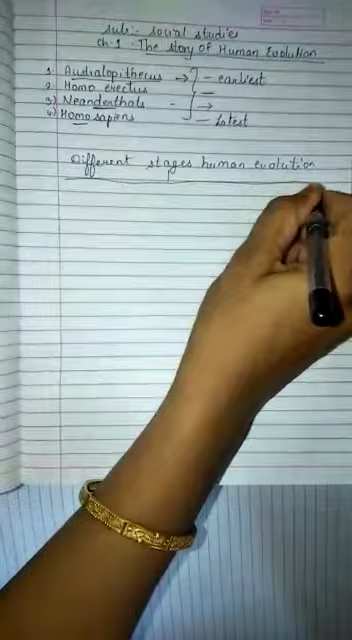 sub:- social studies
ch-1 - The story of Human Evolution
1. Australopithecus → - earliest
2. Homo erectus -
3) Neanderthals - →
4) Homo sapiens - Latest
Different stages human evolution